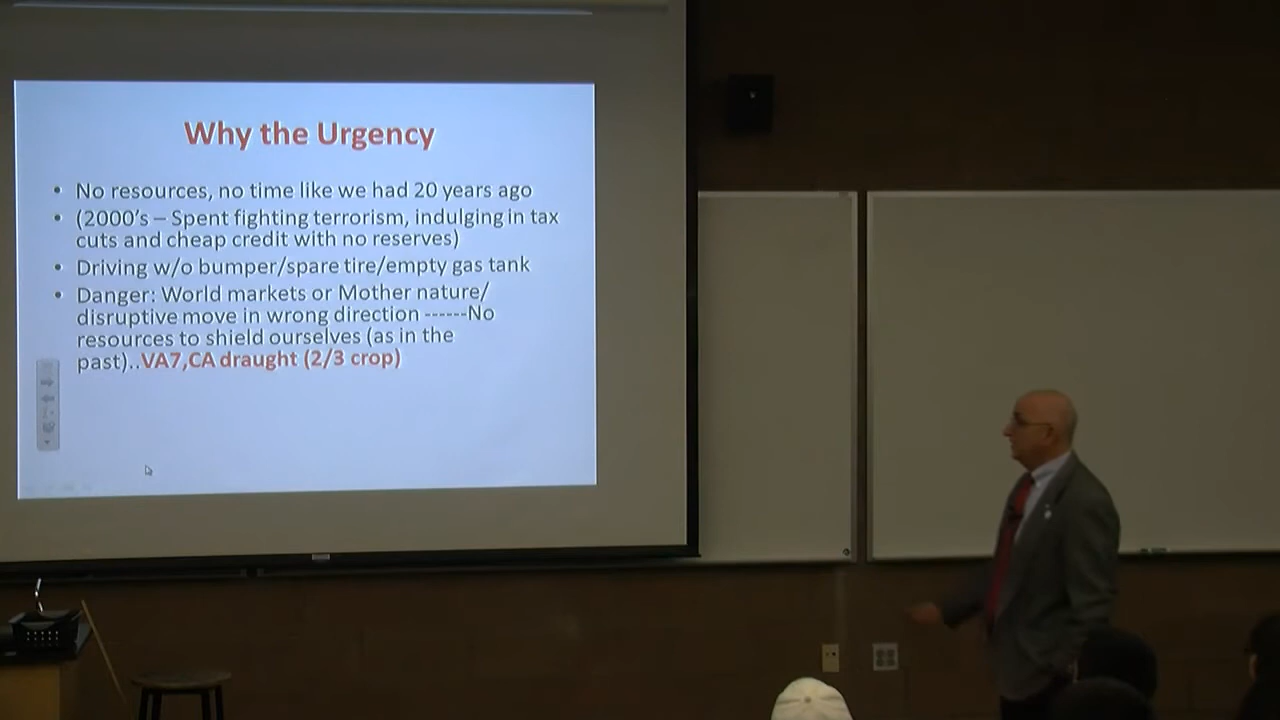 Why the Urgency
• No resources, no time like we had 20 years ago
• (2000's – Spent fighting terrorism, indulging in tax
cuts and cheap credit with no reserves)
• Driving w/o bumper/spare tire/empty gas tank
• Danger: World markets or Mother nature/
disruptive move in wrong direction ------No
resources to shield ourselves (as in the
past)..VA7,CA draught (2/3 crop)